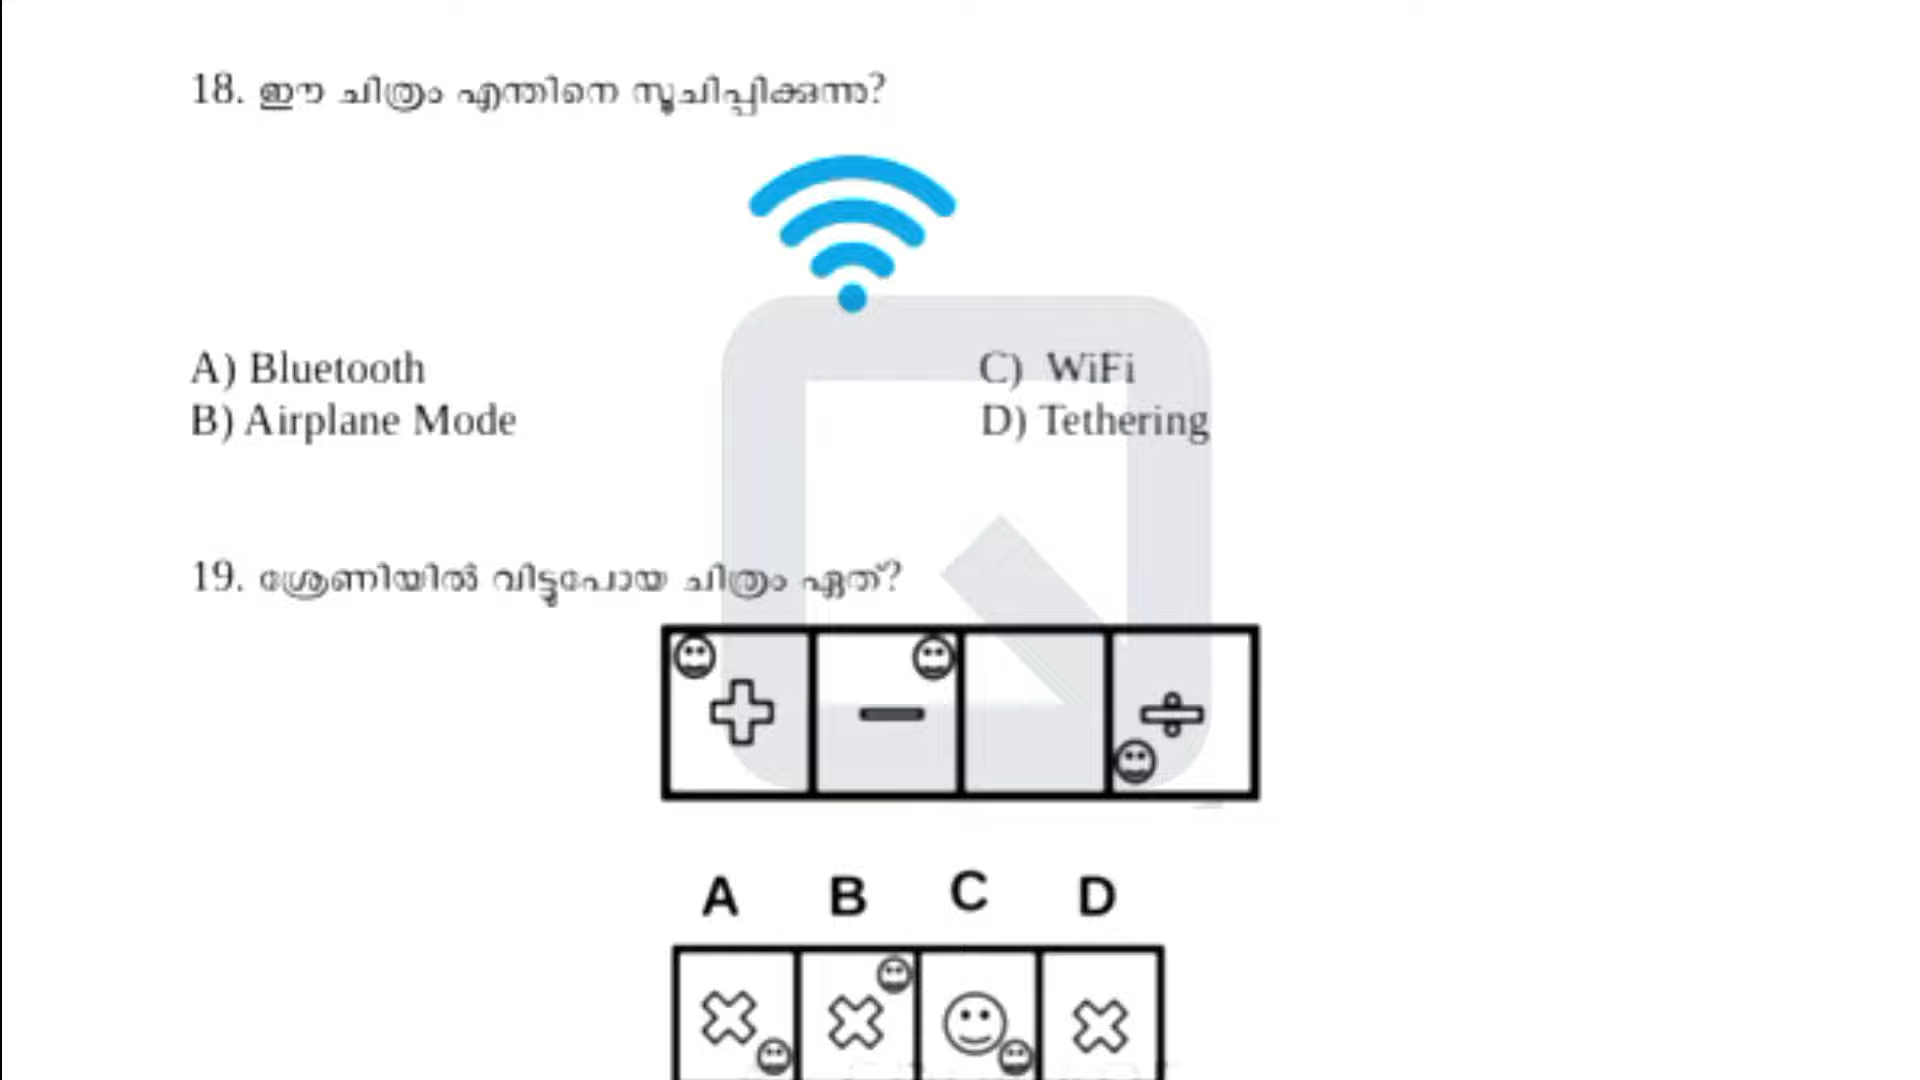 18. ഈ ചിത്രം എന്തിനെ സൂചിപ്പിക്കുന്നു?
A) Bluetooth
C) WiFi
B) Airplane Mode
D) Tethering
19. ശ്രേണിയിൽ വിട്ടുപോയ ചിത്രം ഏത്?
A B C D